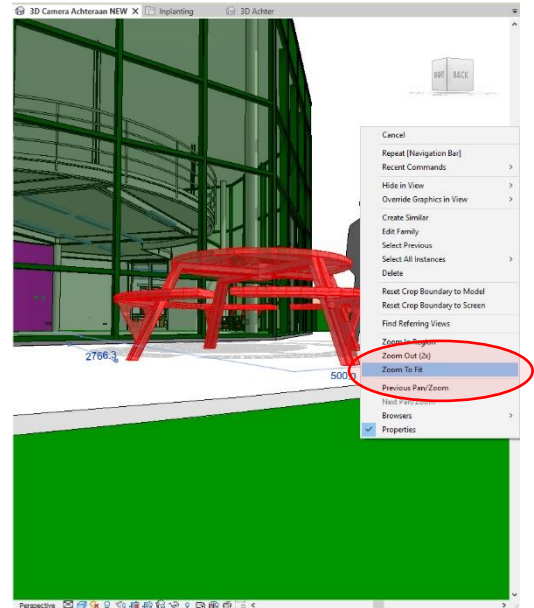 3D Camera Achteraan NEW Inplanting 3D Achter
BACK
Cancel
Repeat [Navigation Bar]
Recent Commands
Hide in View
Override Graphics in View
Create Similar
Edit Family
Select Previous
Select All Instances
Delete
Reset Crop Boundary to Model
Reset Crop Boundary to Screen
Find Referring Views
Zoom In Region
Zoom Out (2x)
2766.3
Zoom To Fit
500,0
Previous Pan/Zoom
Next Pan/Zoom
Browsers
Properties
Perspective